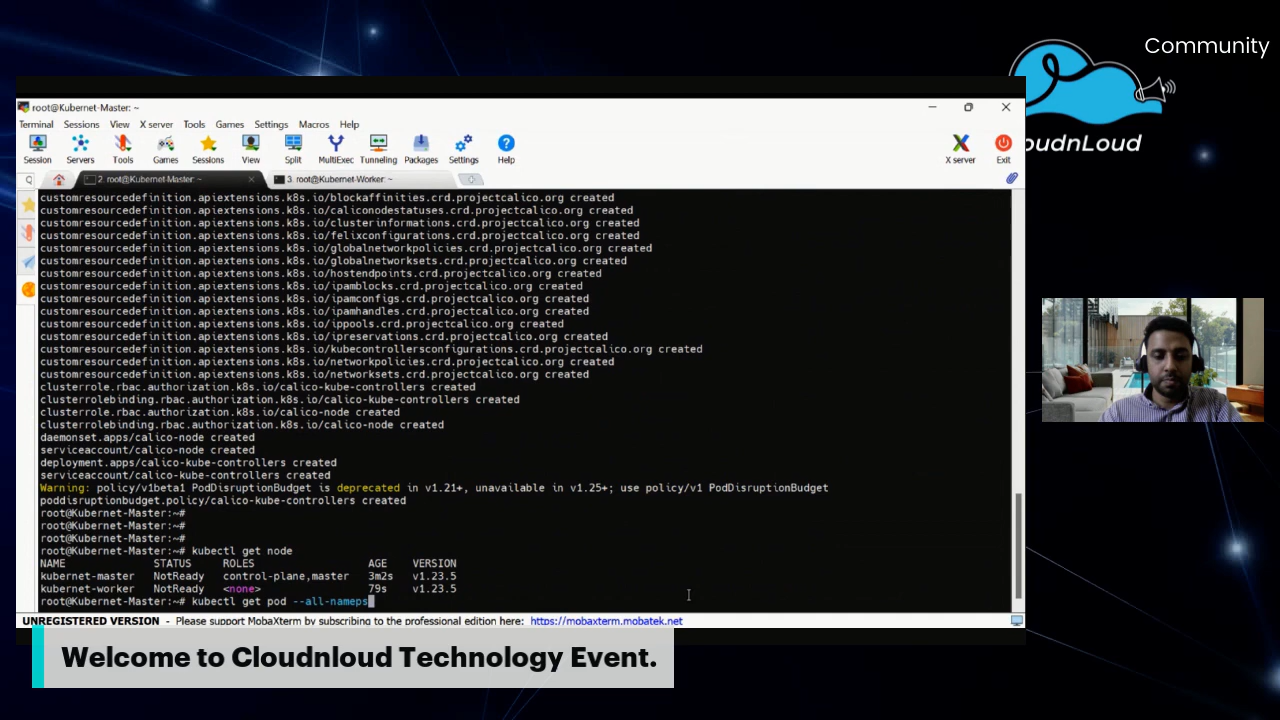 Community
oudnLoud
root@Kubernet-Master: ~
Terminal Sessions View X server Tools Games Settings Macros Help
Session Servers Tools Games Sessions View Split MultiExec Tunneling Packages Settings Help X server Exit
2. root@Kubernet-Master: ~ 3. root@Kubernet-Worker: ~
customresourcedefinition.apiextensions.k8s.io/blockaffinities.crd.projectcalico.org created
customresourcedefinition.apiextensions.k8s.io/caliconodestatuses.crd.projectcalico.org created
customresourcedefinition.apiextensions.k8s.io/clusterinformations.crd.projectcalico.org created
customresourcedefinition.apiextensions.k8s.io/felixconfigurations.crd.projectcalico.org created
customresourcedefinition.apiextensions.k8s.io/globalnetworkpolicies.crd.projectcalico.org created
customresourcedefinition.apiextensions.k8s.io/globalnetworksets.crd.projectcalico.org created
customresourcedefinition.apiextensions.k8s.io/hostendpoints.crd.projectcalico.org created
customresourcedefinition.apiextensions.k8s.io/ipamblocks.crd.projectcalico.org created
customresourcedefinition.apiextensions.k8s.io/ipamconfigs.crd.projectcalico.org created
customresourcedefinition.apiextensions.k8s.io/ipamhandles.crd.projectcalico.org created
customresourcedefinition.apiextensions.k8s.io/ippools.crd.projectcalico.org created
customresourcedefinition.apiextensions.k8s.io/ipreservations.crd.projectcalico.org created
customresourcedefinition.apiextensions.k8s.io/kubecontrollersconfigurations.crd.projectcalico.org created
customresourcedefinition.apiextensions.k8s.io/networkpolicies.crd.projectcalico.org created
customresourcedefinition.apiextensions.k8s.io/networksets.crd.projectcalico.org created
clusterrole.rbac.authorization.k8s.io/calico-kube-controllers created
clusterrolebinding.rbac.authorization.k8s.io/calico-kube-controllers created
clusterrole.rbac.authorization.k8s.io/calico-node created
clusterrolebinding.rbac.authorization.k8s.io/calico-node created
daemonset.apps/calico-node created
serviceaccount/calico-node created
deployment.apps/calico-kube-controllers created
serviceaccount/calico-kube-controllers created
Warning: policy/v1beta1 PodDisruptionBudget is deprecated in v1.21+, unavailable in v1.25+; use policy/v1 PodDisruptionBudget
poddisruptionbudget.policy/calico-kube-controllers created
root@Kubernet-Master:~#
root@Kubernet-Master:~#
root@Kubernet-Master:~#
root@Kubernet-Master:~# kubectl get node
NAME STATUS ROLES AGE VERSION
kubernet-master NotReady control-plane,master 3m2s v1.23.5
kubernet-worker NotReady <none> 79s v1.23.5
root@Kubernet-Master:~# kubectl get pod --all-nameps
UNREGISTERED VERSION - Please support MobaXterm by subscribing to the professional edition here: https://mobaxterm.mobatek.net
Welcome to Cloudnloud Technology Event.